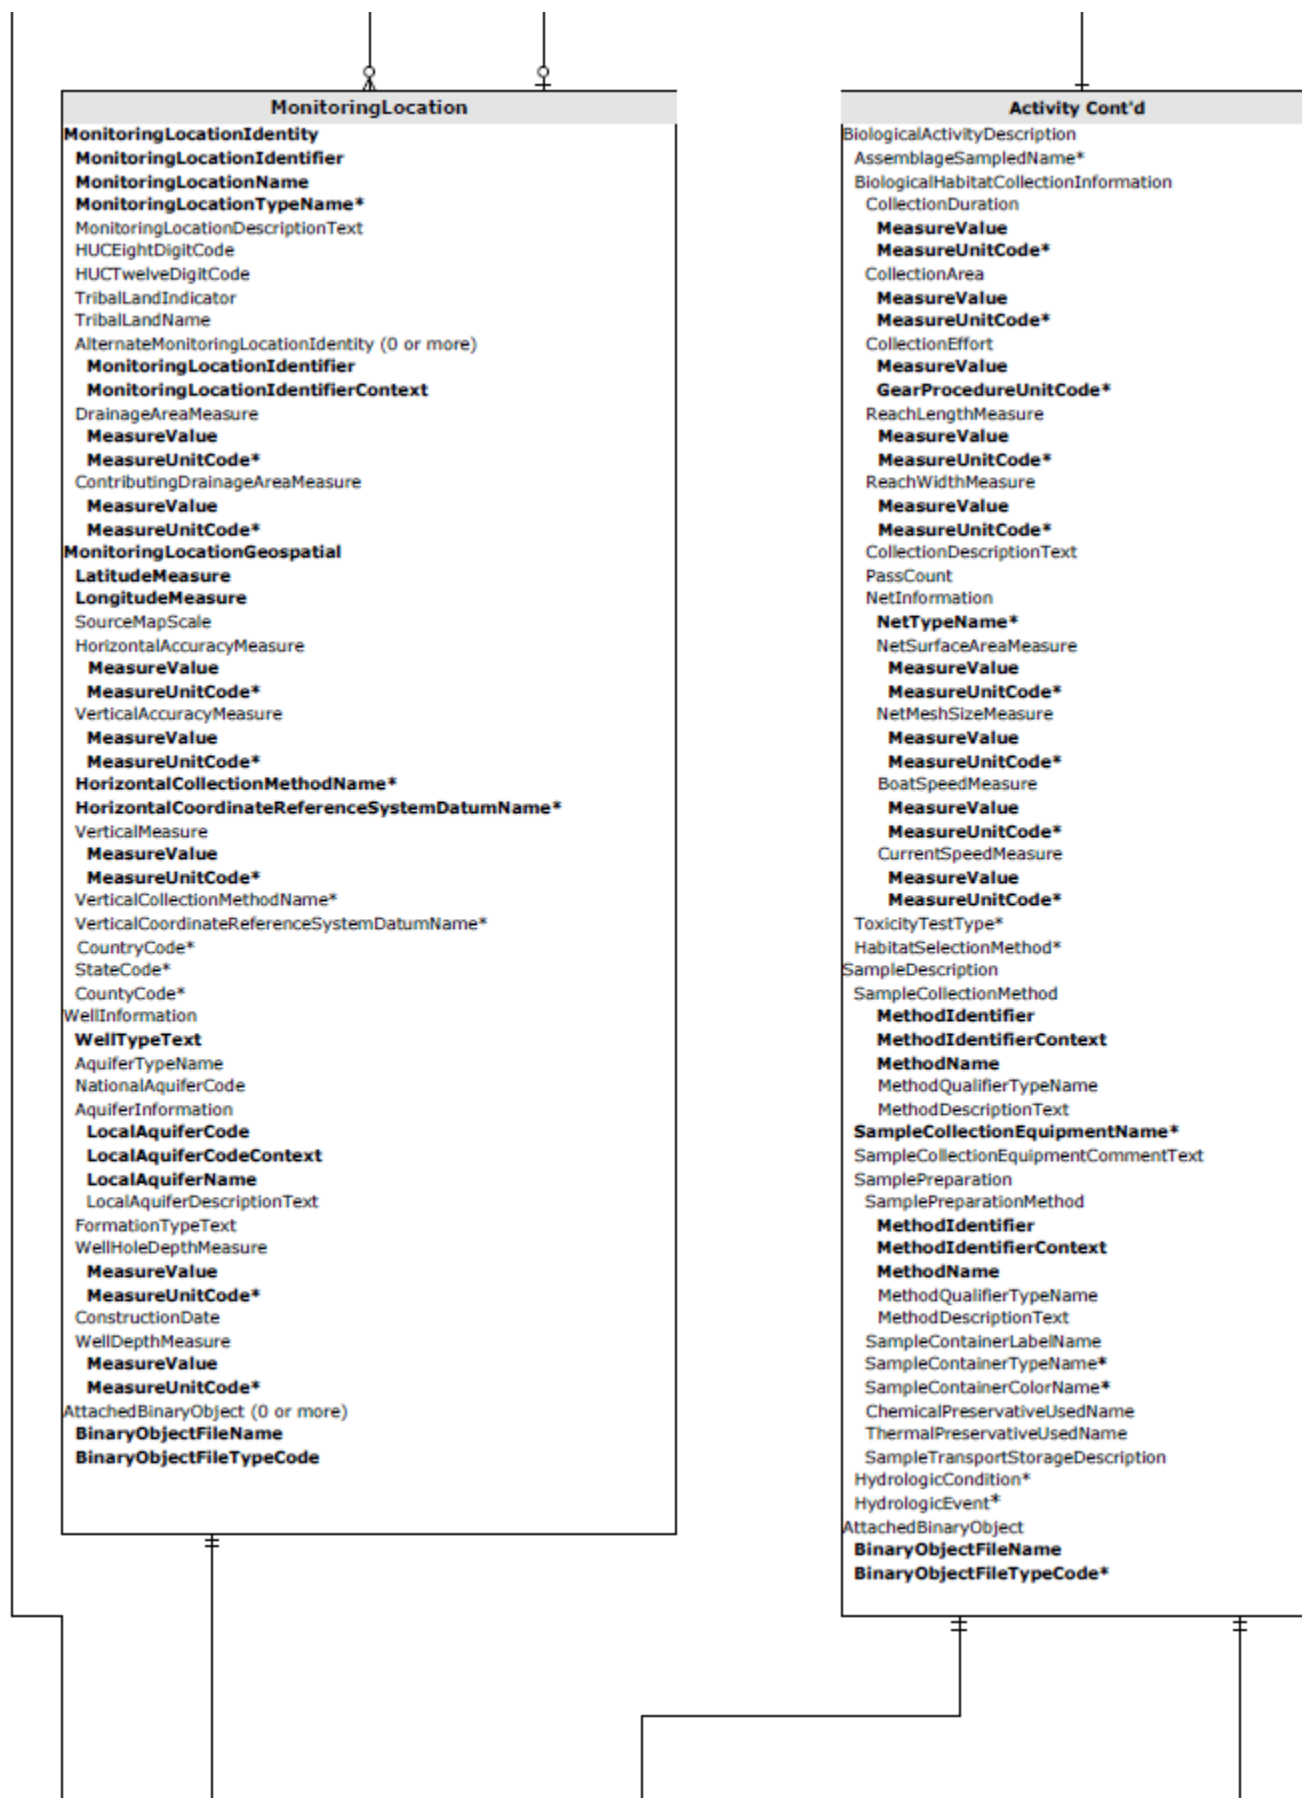 MonitoringLocation
MonitoringLocationIdentity
MonitoringLocationIdentifier
MonitoringLocationName
MonitoringLocationTypeName*
MonitoringLocationDescriptionText
HUCEightDigitCode
HUCTwelveDigitCode
TribalLandIndicator
TribalLandName
AlternateMonitoringLocationIdentity (0 or more)
MonitoringLocationIdentifier
MonitoringLocationIdentifierContext
DrainageAreaMeasure
MeasureValue
MeasureUnitCode*
ContributingDrainageAreaMeasure
MeasureValue
MeasureUnitCode*
MonitoringLocationGeospatial
LatitudeMeasure
LongitudeMeasure
SourceMapScale
HorizontalAccuracyMeasure
MeasureValue
MeasureUnitCode*
VerticalAccuracyMeasure
MeasureValue
MeasureUnitCode*
HorizontalCollectionMethodName*
HorizontalCoordinateReferenceSystemDatumName*
VerticalMeasure
MeasureValue
MeasureUnitCode*
VerticalCollectionMethodName*
VerticalCoordinateReferenceSystemDatumName*
CountryCode*
StateCode*
CountyCode*
WellInformation
WellTypeText
AquiferTypeName
NationalAquiferCode
AquiferInformation
LocalAquiferCode
LocalAquiferCodeContext
LocalAquiferName
LocalAquiferDescriptionText
FormationTypeText
WellHoleDepthMeasure
MeasureValue
MeasureUnitCode*
ConstructionDate
WellDepthMeasure
MeasureValue
MeasureUnitCode*
AttachedBinaryObject (0 or more)
BinaryObjectFileName
BinaryObjectFileTypeCode
Activity Cont'd
BiologicalActivityDescription
AssemblageSampledName*
BiologicalHabitatCollectionInformation
CollectionDuration
MeasureValue
MeasureUnitCode*
CollectionArea
MeasureValue
MeasureUnitCode*
CollectionEffort
MeasureValue
GearProcedureUnitCode*
ReachLengthMeasure
MeasureValue
MeasureUnitCode*
ReachWidthMeasure
MeasureValue
MeasureUnitCode*
CollectionDescriptionText
PassCount
NetInformation
NetTypeName*
NetSurfaceAreaMeasure
MeasureValue
MeasureUnitCode*
NetMeshSizeMeasure
MeasureValue
MeasureUnitCode*
BoatSpeedMeasure
MeasureValue
MeasureUnitCode*
CurrentSpeedMeasure
MeasureValue
MeasureUnitCode*
ToxicityTestType*
HabitatSelectionMethod*
SampleDescription
SampleCollectionMethod
MethodIdentifier
MethodIdentifierContext
MethodName
MethodQualifierTypeName
MethodDescriptionText
SampleCollectionEquipmentName*
SampleCollectionEquipmentCommentText
SamplePreparation
SamplePreparationMethod
MethodIdentifier
MethodIdentifierContext
MethodName
MethodQualifierTypeName
MethodDescriptionText
SampleContainerLabelName
SampleContainerTypeName*
SampleContainerColorName*
ChemicalPreservativeUsedName
ThermalPreservativeUsedName
SampleTransportStorageDescription
HydrologicCondition*
HydrologicEvent*
AttachedBinaryObject
BinaryObjectFileName
BinaryObjectFileTypeCode*